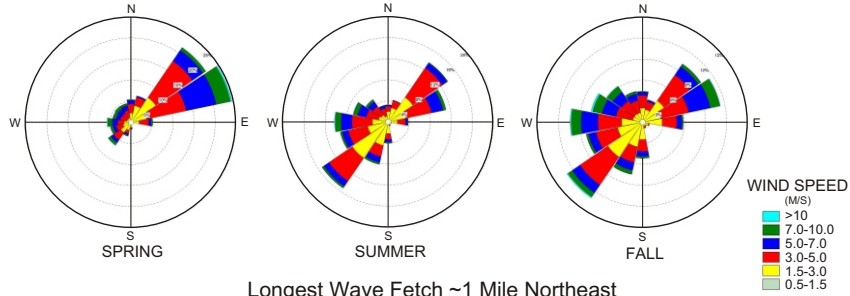 N
N
N
W
E
W
E
W
E
S
S
S
SPRING
SUMMER
FALL
WIND SPEED
(M/S)
>10
7.0-10.0
5.0-7.0
3.0-5.0
1.5-3.0
0.5-1.5
Longest Wave Fetch ~1 Mile Northeast